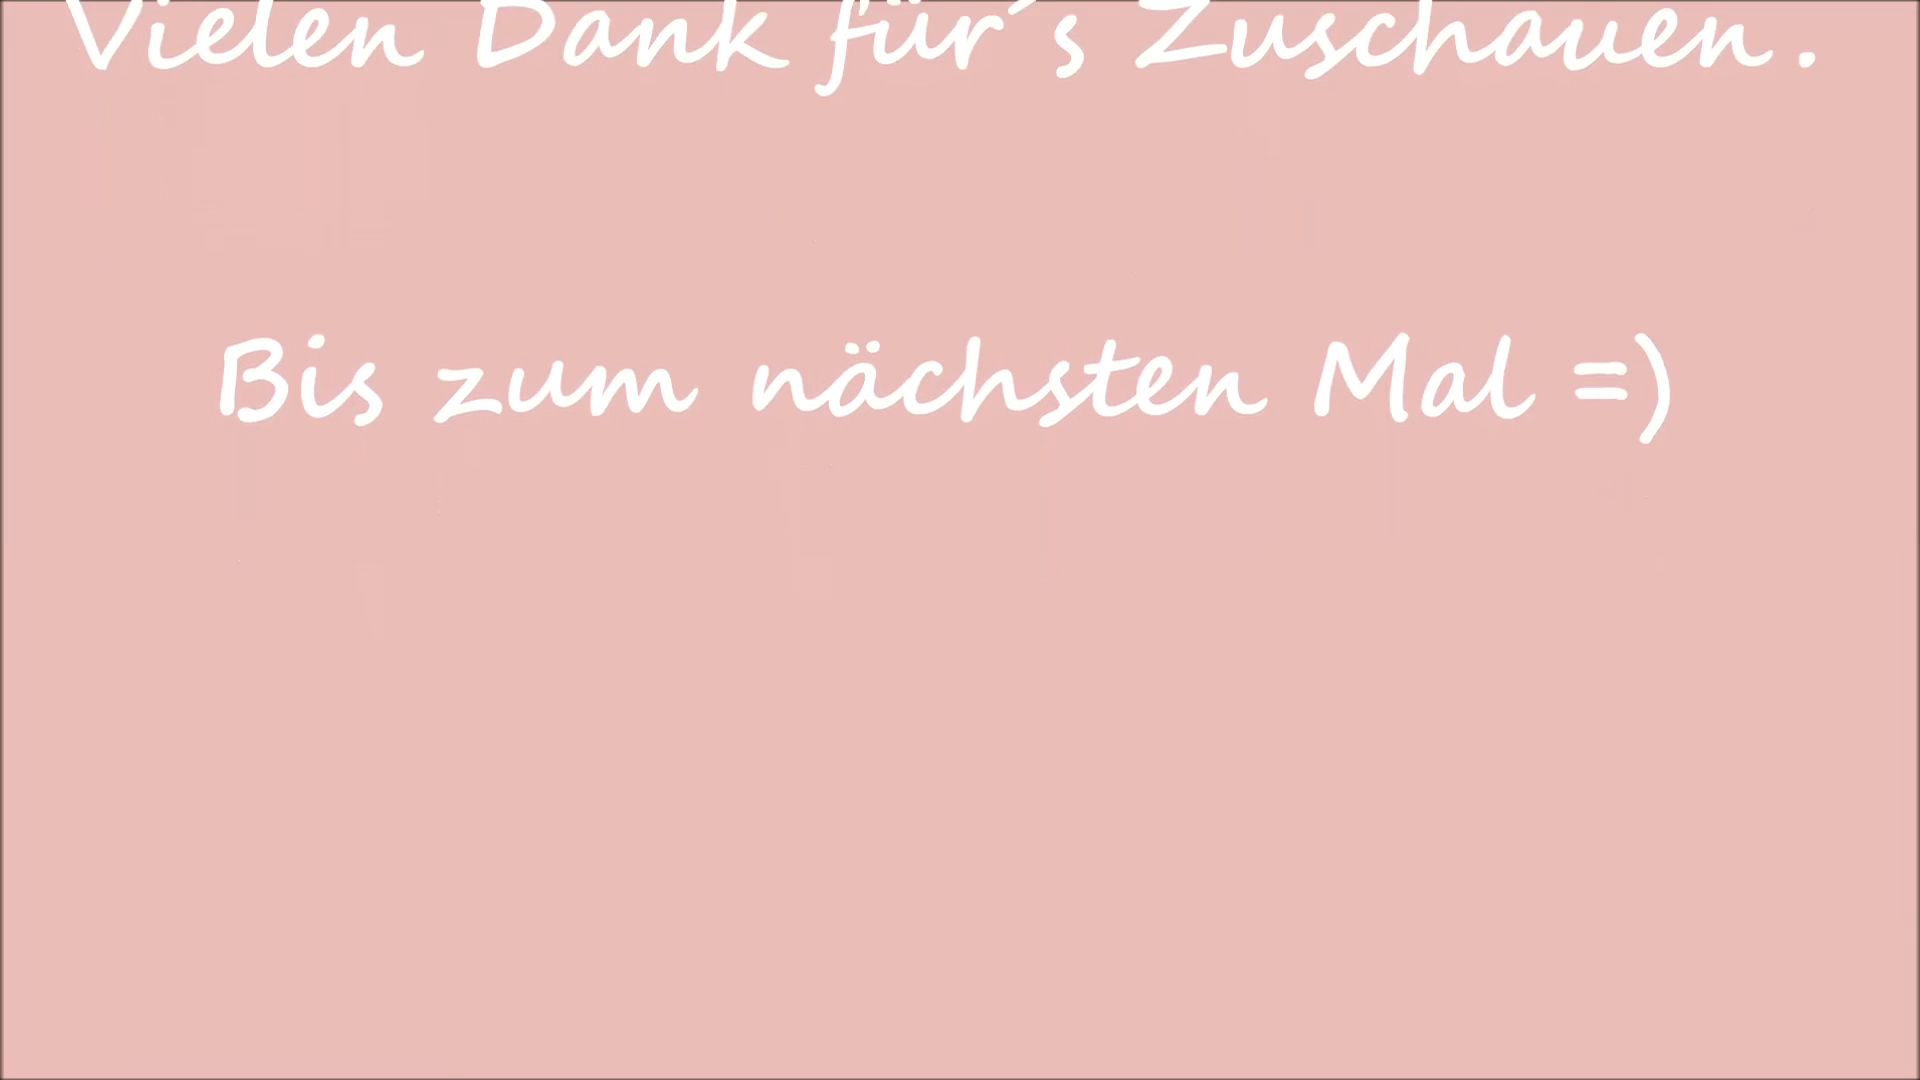 Vielen Dank für´s Zuschauen.
Bis zum nächsten Mal =)